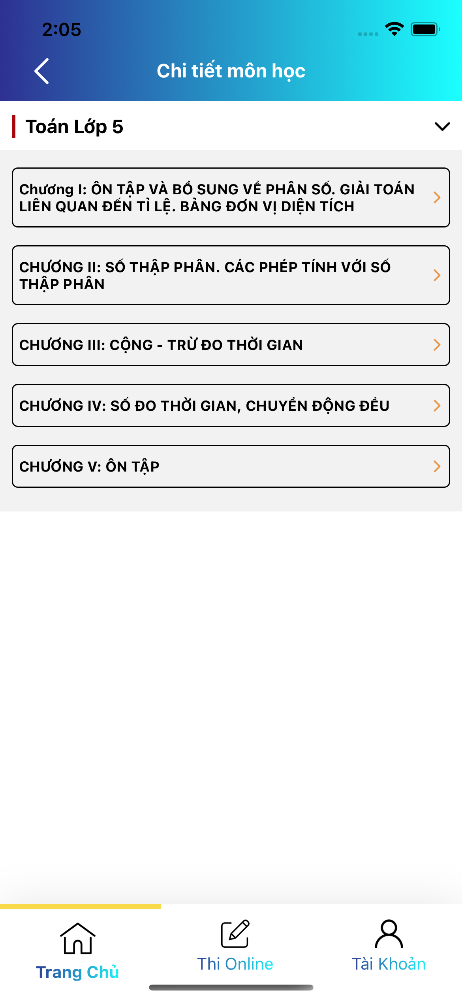 2:05
Chi tiết môn học
Toán Lớp 5
Chương I: ÔN TẬP VÀ BỔ SUNG VỀ PHÂN SỐ. GIẢI TOÁN
LIÊN QUAN ĐẾN TỈ LỆ. BẢNG ĐƠN VỊ DIỆN TÍCH
CHƯƠNG II: SỐ THẬP PHÂN. CÁC PHÉP TÍNH VỚI SỐ
THẬP PHÂN
CHƯƠNG III: CỘNG - TRỪ ĐO THỜI GIAN
CHƯƠNG IV: SỐ ĐO THỜI GIAN, CHUYỂN ĐỘNG ĐỀU
CHƯƠNG V: ÔN TẬP
Trang Chủ
Thi Online
Tài Khoản